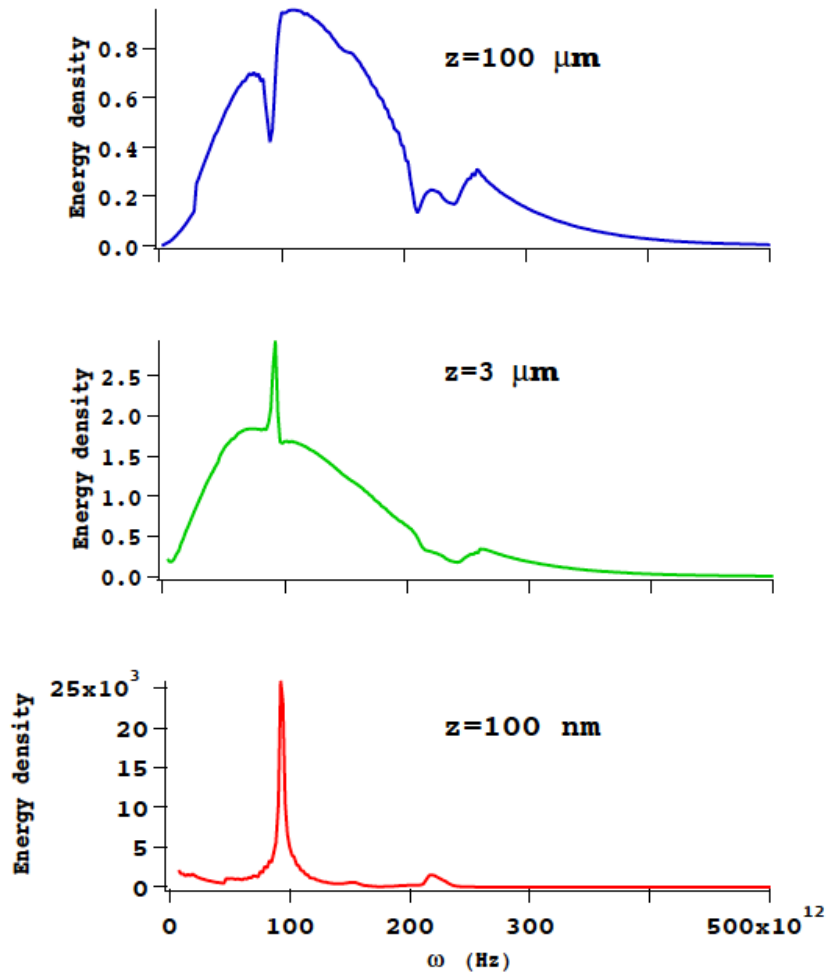 z=100 μm
Energy density
0.8
0.6
0.4
0.2
0.0
z=3 μm
Energy density
2.5
2.0
1.5
1.0
0.5
0.0
z=100 nm
Energy density
25x10³
20
15
10
5
0
0 100 200 300 500x10¹²
ω (Hz)